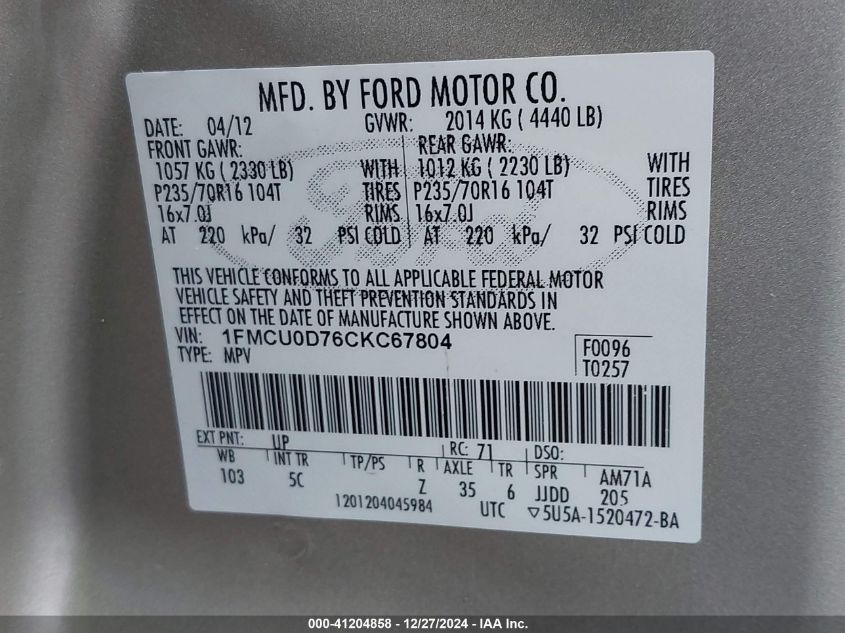 MFD. BY FORD MOTOR CO.
DATE: 04/12 GVWR: 2014 KG ( 4440 LB)
FRONT GAWR: REAR GAWR:
1057 KG ( 2330 LB) WITH 1012 KG ( 2230 LB) WITH
P235/70R16 104T TIRES P235/70R16 104T TIRES
16x7.0J RIMS 16x7.0J RIMS
AT 220 kPa/ 32 PSI COLD AT 220 kPa/ 32 PSI COLD
THIS VEHICLE CONFORMS TO ALL APPLICABLE FEDERAL MOTOR
VEHICLE SAFETY AND THEFT PREVENTION STANDARDS IN
EFFECT ON THE DATE OF MANUFACTURE SHOWN ABOVE.
VIN: 1FMCU0D76CKC67804 F0096
TYPE: MPV T0257
EXT PNT: UP RC: 71 DSO:
WB INT TR TP/PS R AXLE TR SPR AM71A
103 5C Z 35 6 JJDD 205
1201204045984 UTC ▽5U5A-1520472-BA
000-41204858 - 12/27/2024 - IAA Inc.